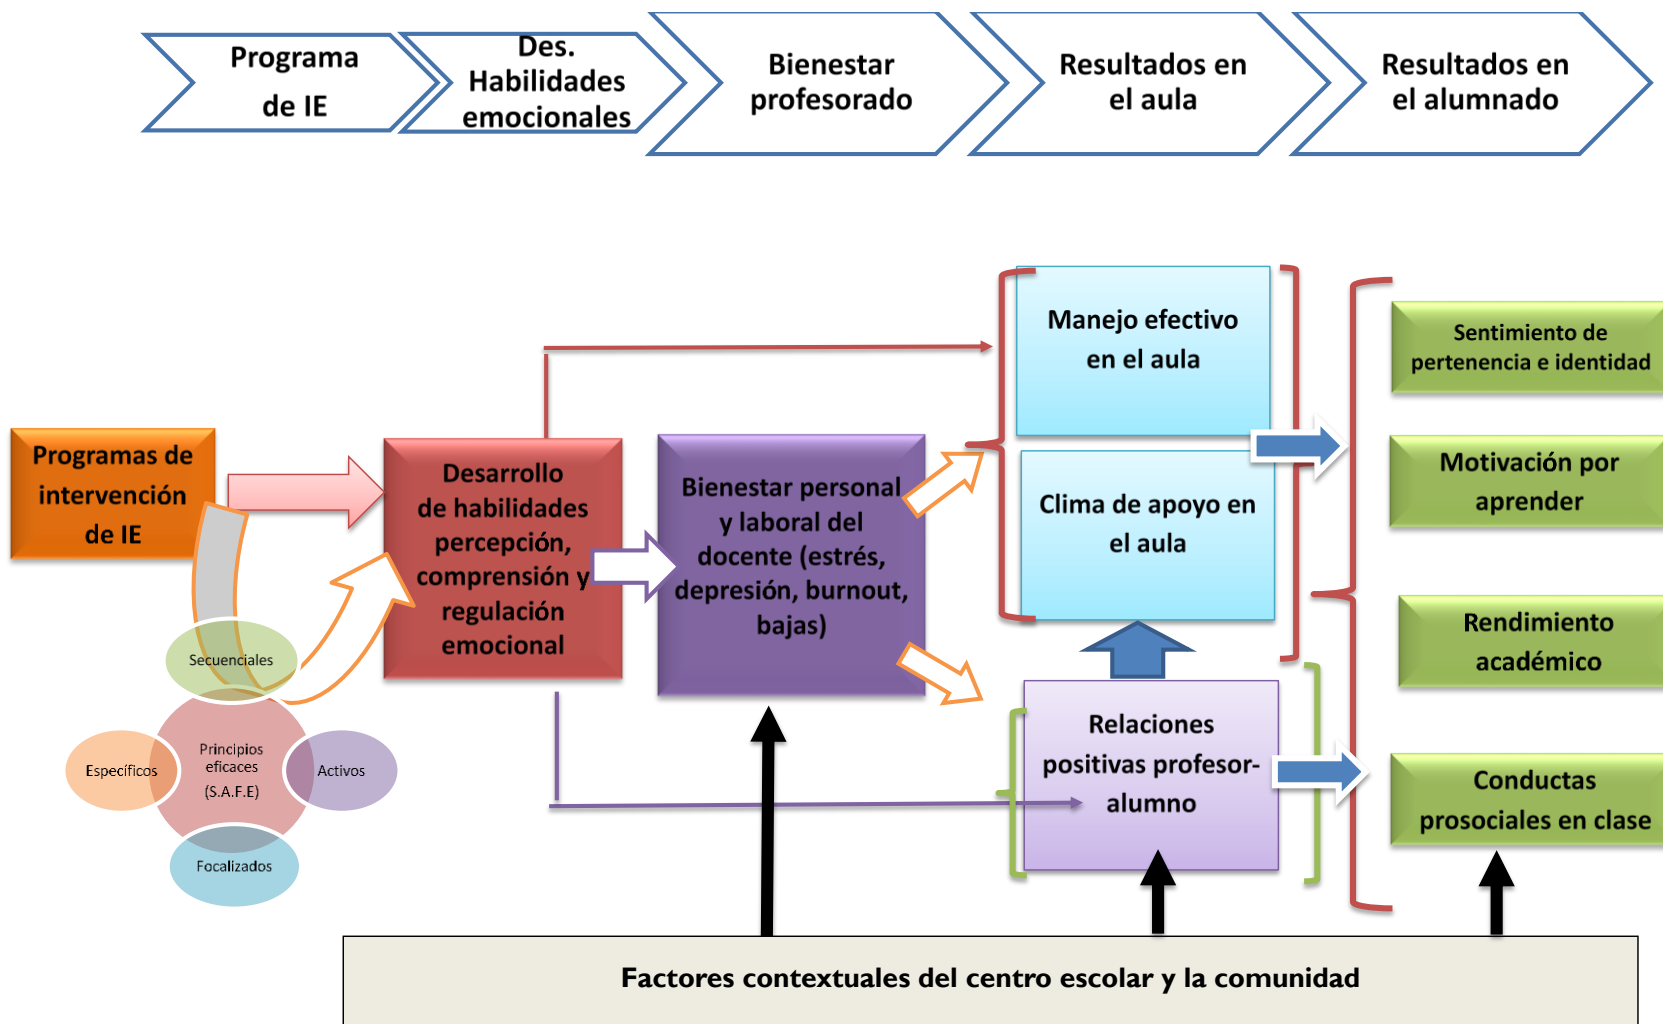 Programa
de IE
Des.
Habilidades
emocionales
Bienestar
profesorado
Resultados en
el aula
Resultados en
el alumnado
Programas de
intervención
de IE
Desarrollo
de habilidades
percepción,
comprensión y
regulación
emocional
Bienestar personal
y laboral del
docente (estrés,
depresión, burnout,
bajas)
Manejo efectivo
en el aula
Clima de apoyo en
el aula
Relaciones
positivas profesor-
alumno
Sentimiento de
pertenencia e identidad
Motivación por
aprender
Rendimiento
académico
Conductas
prosociales en clase
Secuenciales
Específicos
Principios
eficaces
(S.A.F.E)
Activos
Focalizados
Factores contextuales del centro escolar y la comunidad